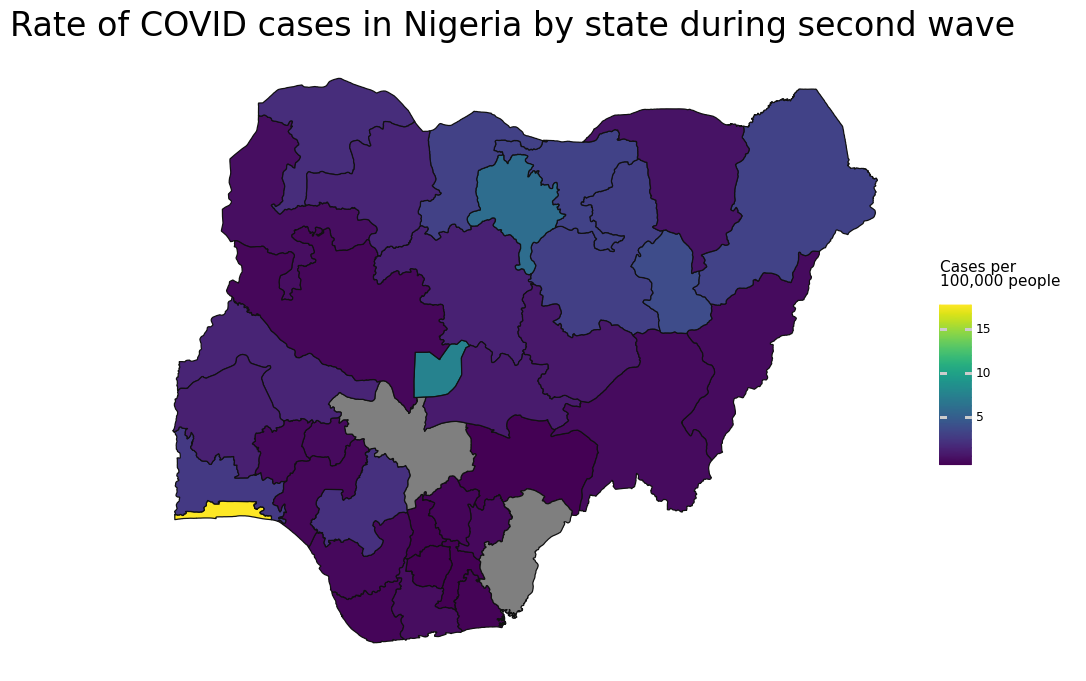 Rate of COVID cases in Nigeria by state during second wave
Cases per
100,000 people
15
10
5